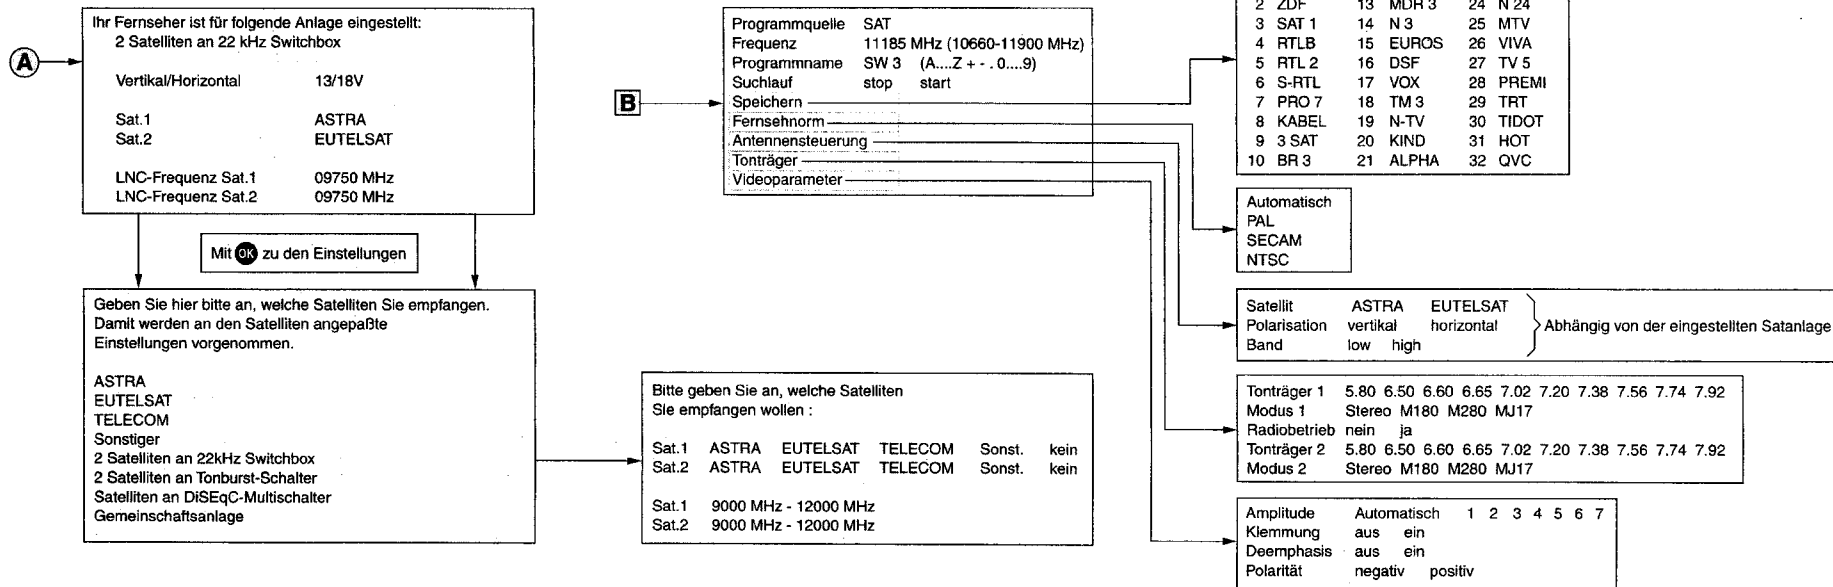 Ihr Fernseher ist für folgende Anlage eingestellt:
2 Satelliten an 22 kHz Switchbox
A
Vertikal/Horizontal 13/18V
Sat.1 ASTRA
Sat.2 EUTELSAT
LNC-Frequenz Sat.1 09750 MHz
LNC-Frequenz Sat.2 09750 MHz
Mit OK zu den Einstellungen
Geben Sie hier bitte an, welche Satelliten Sie empfangen.
Damit werden an den Satelliten angepaßte
Einstellungen vorgenommen.
ASTRA
EUTELSAT
TELECOM
Sonstiger
2 Satelliten an 22kHz Switchbox
2 Satelliten an Tonburst-Schalter
Satelliten an DiSEqC-Multischalter
Gemeinschaftsanlage
Bitte geben Sie an, welche Satelliten
Sie empfangen wollen :
Sat.1 ASTRA EUTELSAT TELECOM Sonst. kein
Sat.2 ASTRA EUTELSAT TELECOM Sonst. kein
Sat.1 9000 MHz - 12000 MHz
Sat.2 9000 MHz - 12000 MHz
B
Programmquelle SAT
Frequenz 11185 MHz (10660-11900 MHz)
Programmname SW 3 (A....Z + - . 0....9)
Suchlauf stop start
Speichern
Fernsehnorm
Antennensteuerung
Tonträger
Videoparameter
2 ZDF 13 MDR 3 24 N 24
3 SAT 1 14 N 3 25 MTV
4 RTLB 15 EUROS 26 VIVA
5 RTL 2 16 DSF 27 TV 5
6 S-RTL 17 VOX 28 PREMI
7 PRO 7 18 TM 3 29 TRT
8 KABEL 19 N-TV 30 TIDOT
9 3 SAT 20 KIND 31 HOT
10 BR 3 21 ALPHA 32 QVC
Automatisch
PAL
SECAM
NTSC
Satellit ASTRA EUTELSAT
Polarisation vertikal horizontal Abhängig von der eingestellten Satanlage
Band low high
Tonträger 1 5.80 6.50 6.60 6.65 7.02 7.20 7.38 7.56 7.74 7.92
Modus 1 Stereo M180 M280 MJ17
Radiobetrieb nein ja
Tonträger 2 5.80 6.50 6.60 6.65 7.02 7.20 7.38 7.56 7.74 7.92
Modus 2 Stereo M180 M280 MJ17
Amplitude Automatisch 1 2 3 4 5 6 7
Klemmung aus ein
Deemphasis aus ein
Polarität negativ positiv